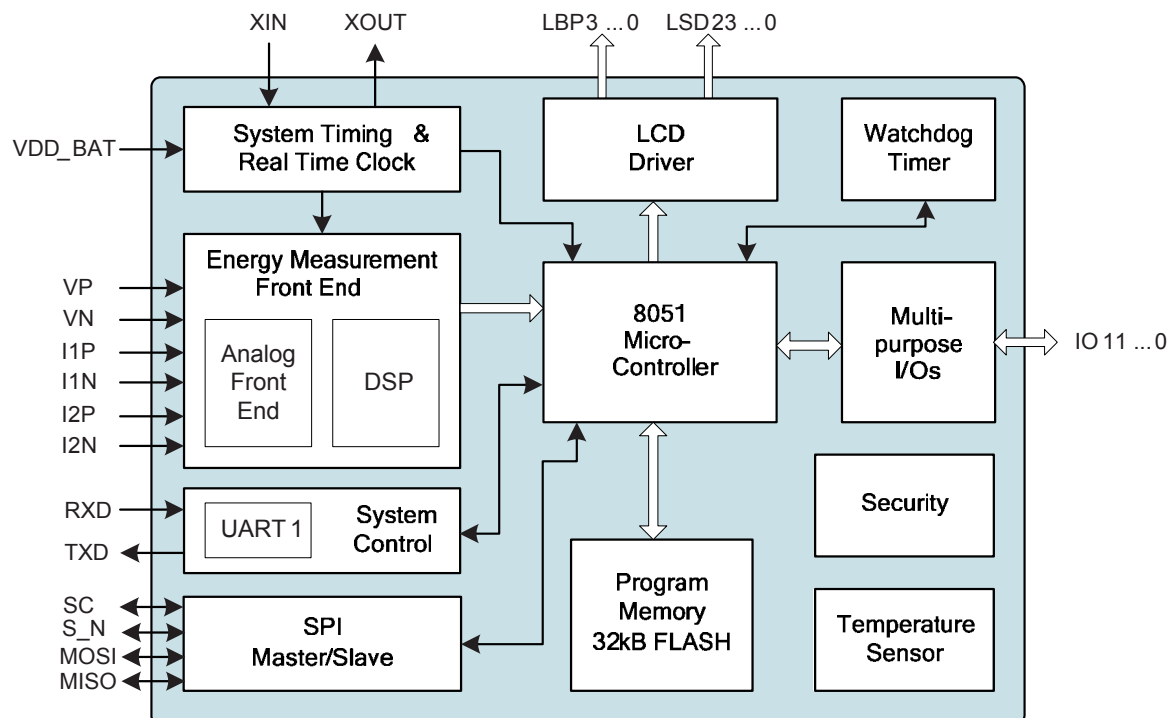 XIN
XOUT
LBP3 ... 0
LSD23 ... 0
VDD_BAT
System Timing &
Real Time Clock
LCD
Driver
Watchdog
Timer
Energy Measurement
Front End
VP
VN
I1P
I1N
I2P
I2N
Analog
Front
End
DSP
8051
Micro-
Controller
Multi-
purpose
I/Os
IO 11 ... 0
RXD
TXD
UART 1
System
Control
Security
SC
S_N
MOSI
MISO
SPI
Master/Slave
Program
Memory
32kB FLASH
Temperature
Sensor